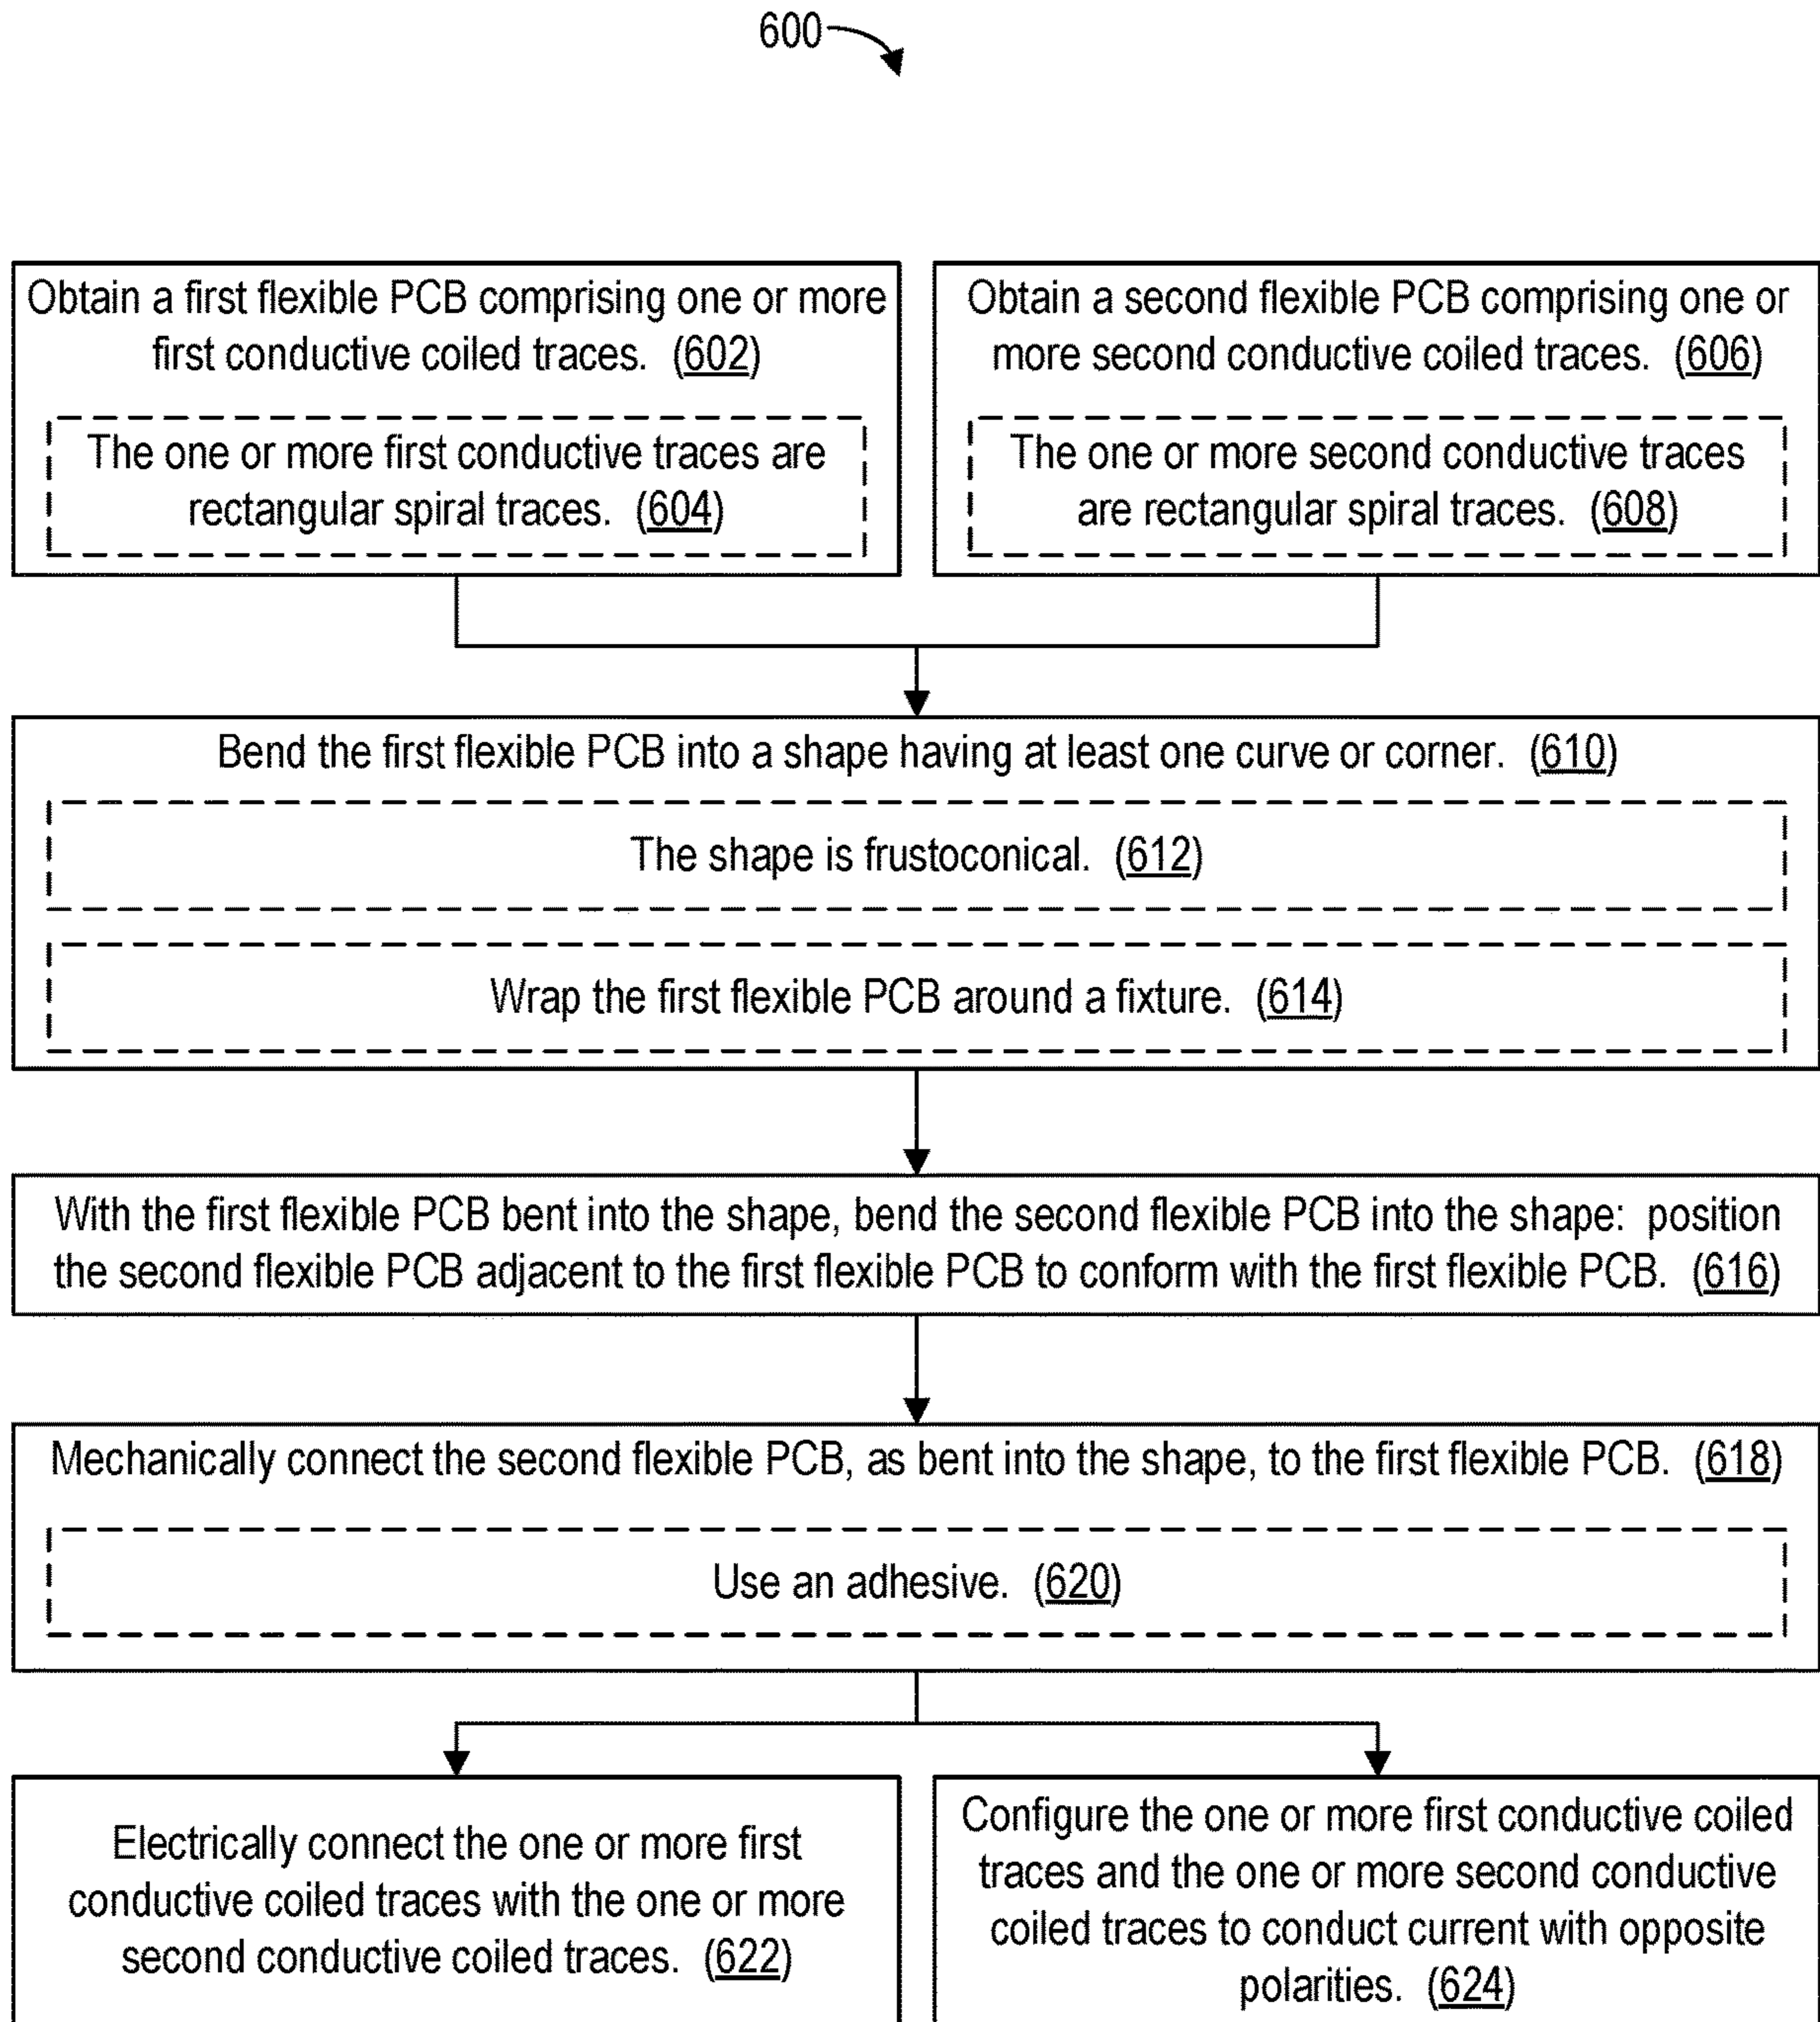 600
Obtain a first flexible PCB comprising one or more
first conductive coiled traces. (602)
The one or more first conductive traces are
rectangular spiral traces. (604)
Obtain a second flexible PCB comprising one or
more second conductive coiled traces. (606)
The one or more second conductive traces
are rectangular spiral traces. (608)
Bend the first flexible PCB into a shape having at least one curve or corner. (610)
The shape is frustoconical. (612)
Wrap the first flexible PCB around a fixture. (614)
With the first flexible PCB bent into the shape, bend the second flexible PCB into the shape: position
the second flexible PCB adjacent to the first flexible PCB to conform with the first flexible PCB. (616)
Mechanically connect the second flexible PCB, as bent into the shape, to the first flexible PCB. (618)
Use an adhesive. (620)
Electrically connect the one or more first
conductive coiled traces with the one or more
second conductive coiled traces. (622)
Configure the one or more first conductive coiled
traces and the one or more second conductive
coiled traces to conduct current with opposite
polarities. (624)